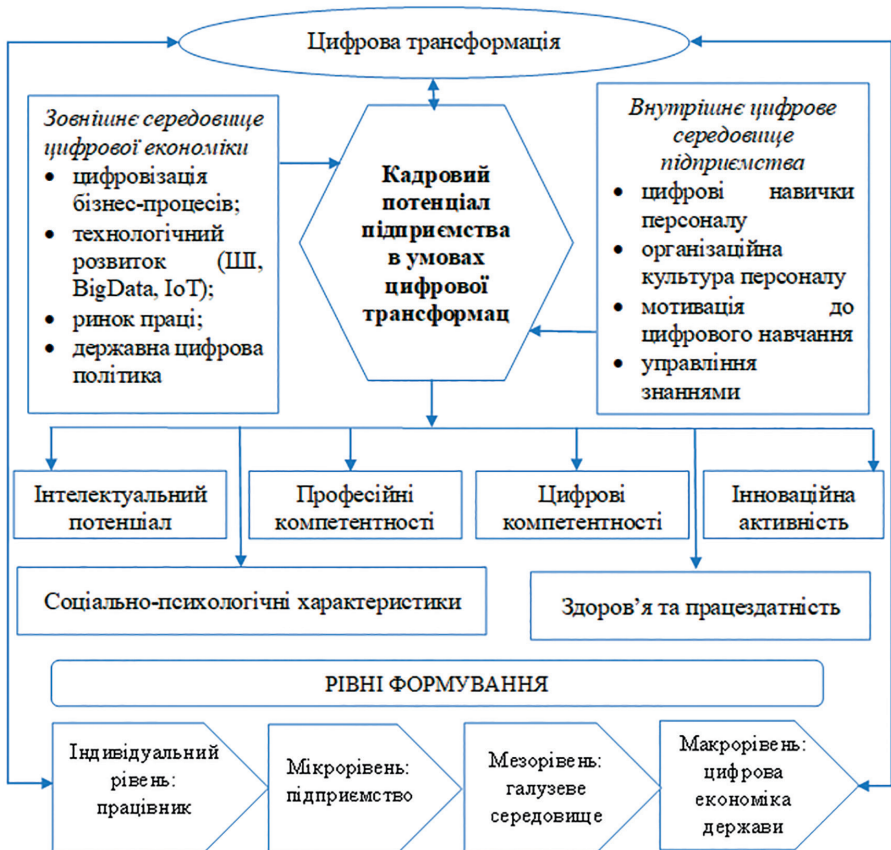 Цифрова трансформація
Зовнішнє середовище
цифрової економіки
• цифровізація
бізнес-процесів;
• технологічний
розвиток (ШІ,
BigData, IoT);
• ринок праці;
• державна цифрова
політика
Кадровий
потенціал
підприємства
в умовах
цифрової
трансформац
Внутрішнє цифрове
середовище
підприємства
• цифрові навички
персоналу
• організаційна
культура персоналу
• мотивація до
цифрового навчання
• управління
знаннями
Інтелектуальний
потенціал
Професійні
компетентності
Цифрові
компетентності
Інноваційна
активність
Соціально-психологічні характеристики
Здоров’я та працездатність
РІВНІ ФОРМУВАННЯ
Індивідуальний
рівень:
працівник
Мікрорівень:
підприємство
Мезорівень:
галузеве
середовище
Макрорівень:
цифрова
економіка
держави